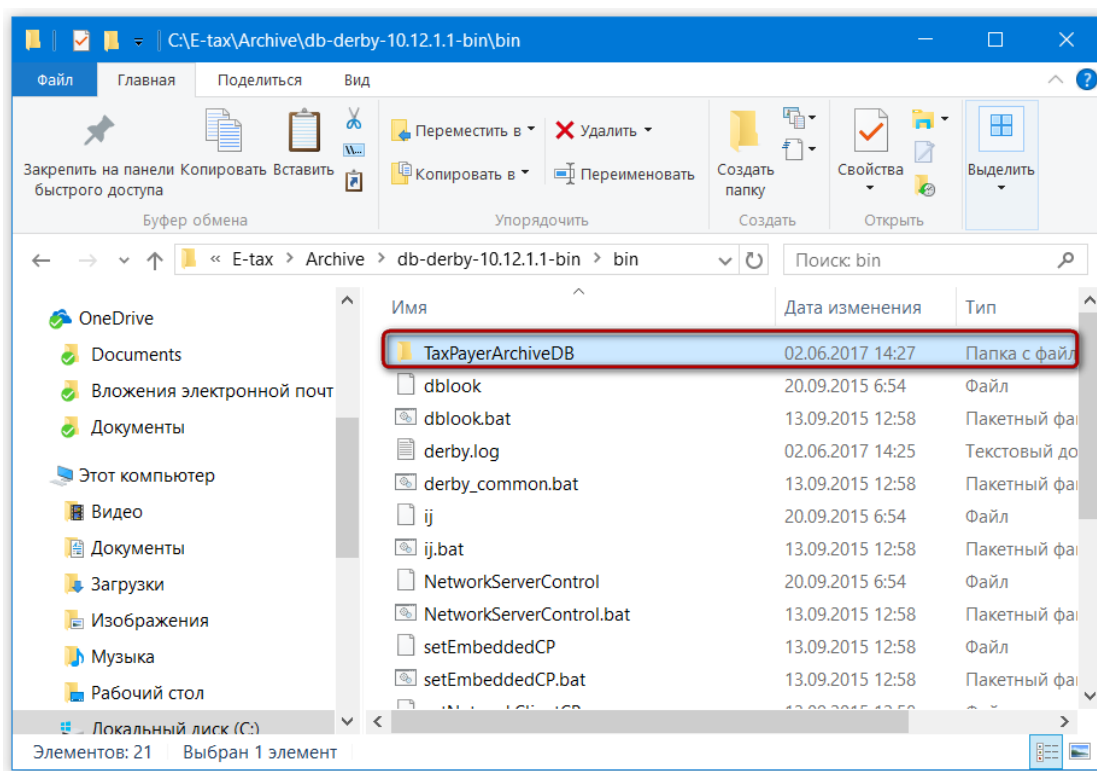 C:\E-tax\Archive\db-derby-10.12.1.1-bin\bin
Файл Главная Поделиться Вид
Закрепить на панели быстрого доступа
Копировать
Вставить
Буфер обмена
Переместить в
Копировать в
Удалить
Переименовать
Упорядочить
Создать папку
Создать
Свойства
Открыть
Выделить
« E-tax > Archive > db-derby-10.12.1.1-bin > bin
Поиск: bin
OneDrive
Documents
Вложения электронной почт
Документы
Этот компьютер
Видео
Документы
Загрузки
Изображения
Музыка
Рабочий стол
Локальный диск (C:)
Имя Дата изменения Тип
TaxPayerArchiveDB 02.06.2017 14:27 Папка с файл
dblook 20.09.2015 6:54 Файл
dblook.bat 13.09.2015 12:58 Пакетный фай
derby.log 02.06.2017 14:25 Текстовый до
derby_common.bat 13.09.2015 12:58 Пакетный фай
ij 20.09.2015 6:54 Файл
ij.bat 13.09.2015 12:58 Пакетный фай
NetworkServerControl 20.09.2015 6:54 Файл
NetworkServerControl.bat 13.09.2015 12:58 Пакетный фай
setEmbeddedCP 13.09.2015 12:58 Файл
setEmbeddedCP.bat 13.09.2015 12:58 Пакетный фай
Элементов: 21 Выбран 1 элемент